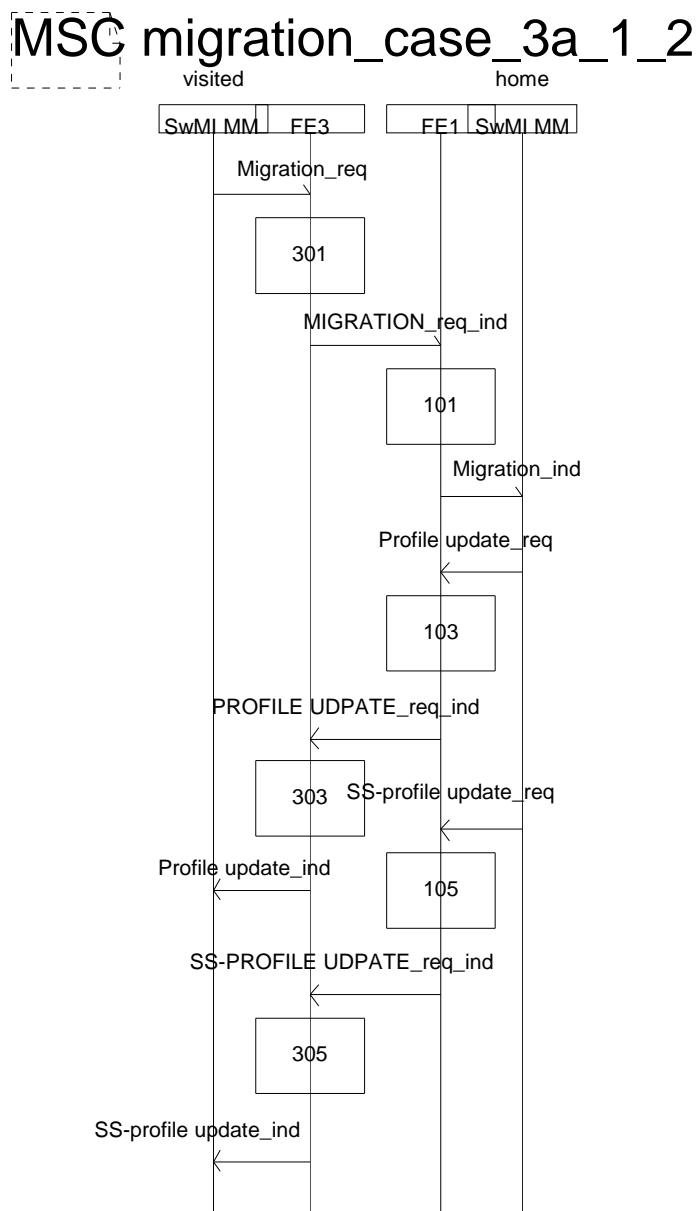 MSC migration_case_3a_1_2
visited home
SwMI MM FE3 FE1 SwMI MM
Migration_req
301
MIGRATION_req_ind
101
Migration_ind
Profile update_req
103
PROFILE UDPATE_req_ind
303
SS-profile update_req
Profile update_ind
105
SS-PROFILE UDPATE_req_ind
305
SS-profile update_ind